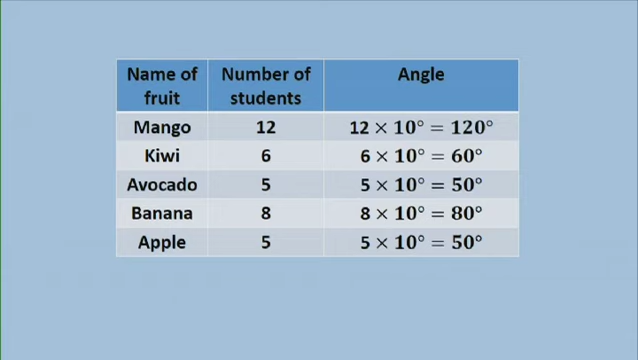 Name of fruit Number of students Angle
Mango 12 12 × 10° = 120°
Kiwi 6 6 × 10° = 60°
Avocado 5 5 × 10° = 50°
Banana 8 8 × 10° = 80°
Apple 5 5 × 10° = 50°